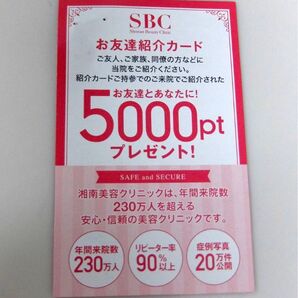 SBC
Shonan Beauty Clinic
お友達紹介カード
ご友人、ご家族、同僚の方などに
当院をご紹介ください。
紹介カードご持参でのご来院でご紹介された
お友達とあなたに!
5000pt
プレゼント!
SAFE and SECURE
湘南美容クリニックは、年間来院数
230万人を超える
安心・信頼の美容クリニックです。
年間来院数
230万人
リピーター率
90%以上
症例写真
20万件公開